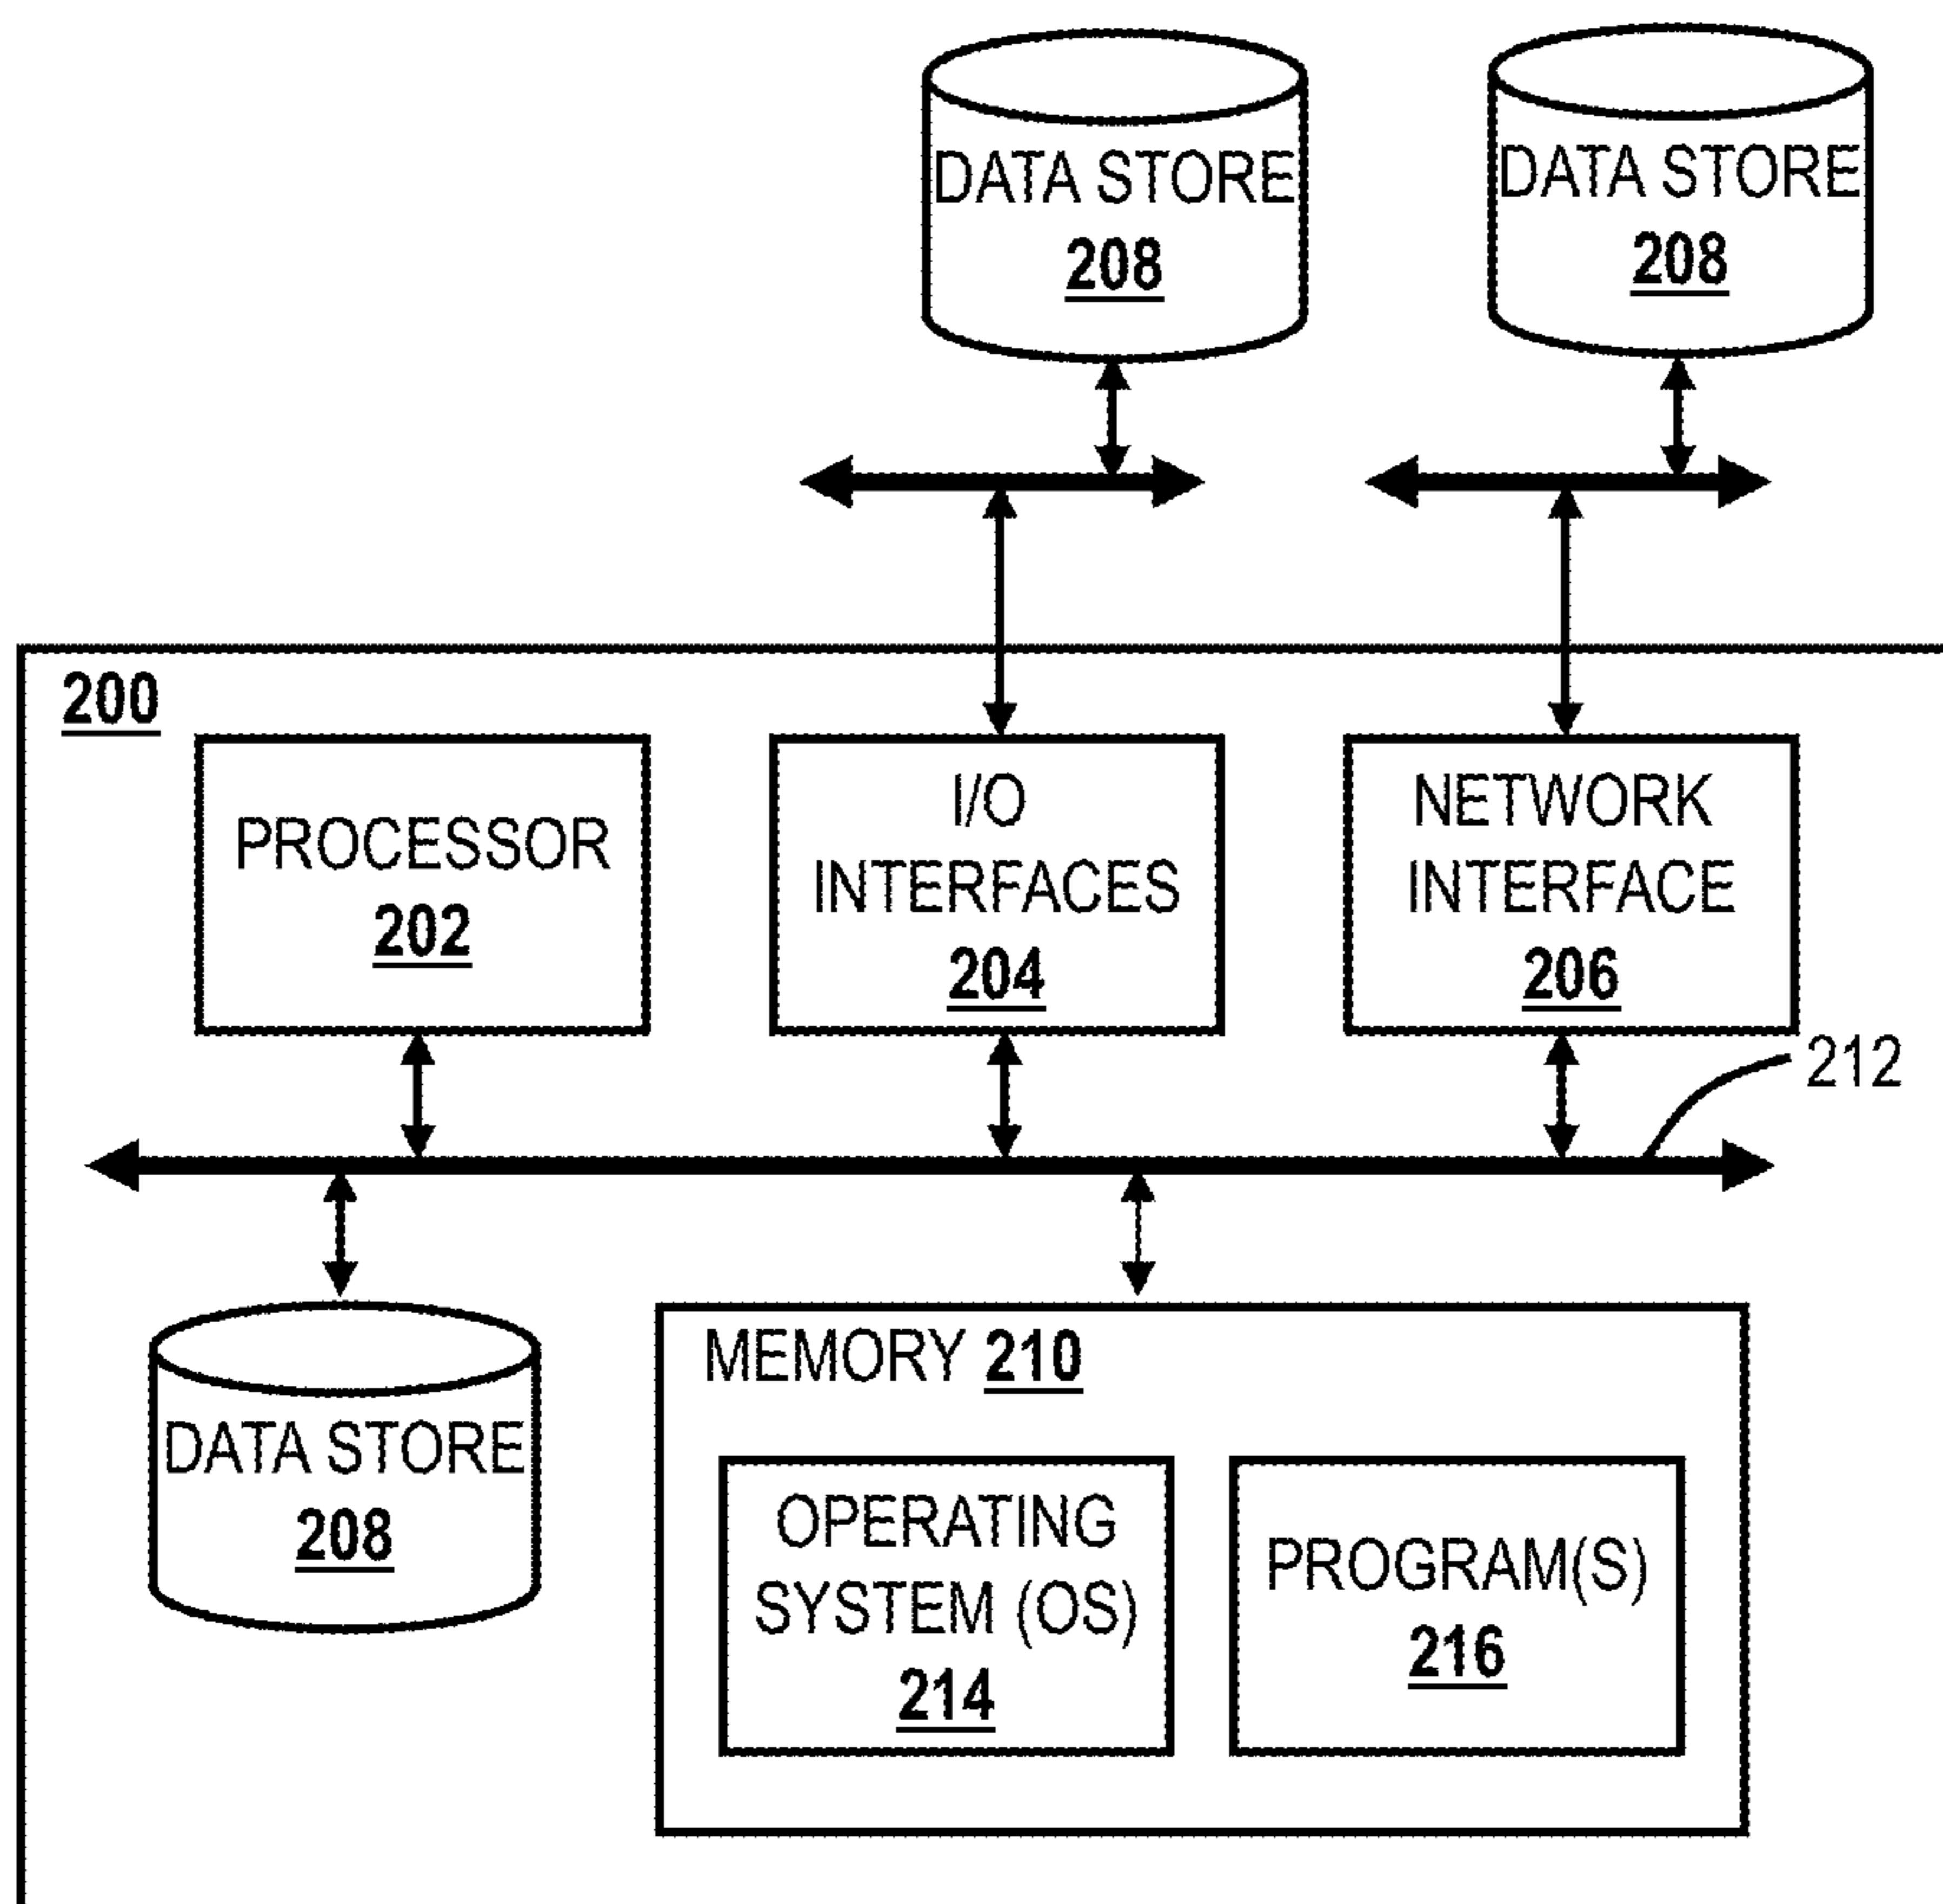 DATA STORE
208
DATA STORE
208
200
PROCESSOR
202
I/O
INTERFACES
204
NETWORK
INTERFACE
206
212
DATA STORE
208
MEMORY 210
OPERATING
SYSTEM (OS)
214
PROGRAM(S)
216